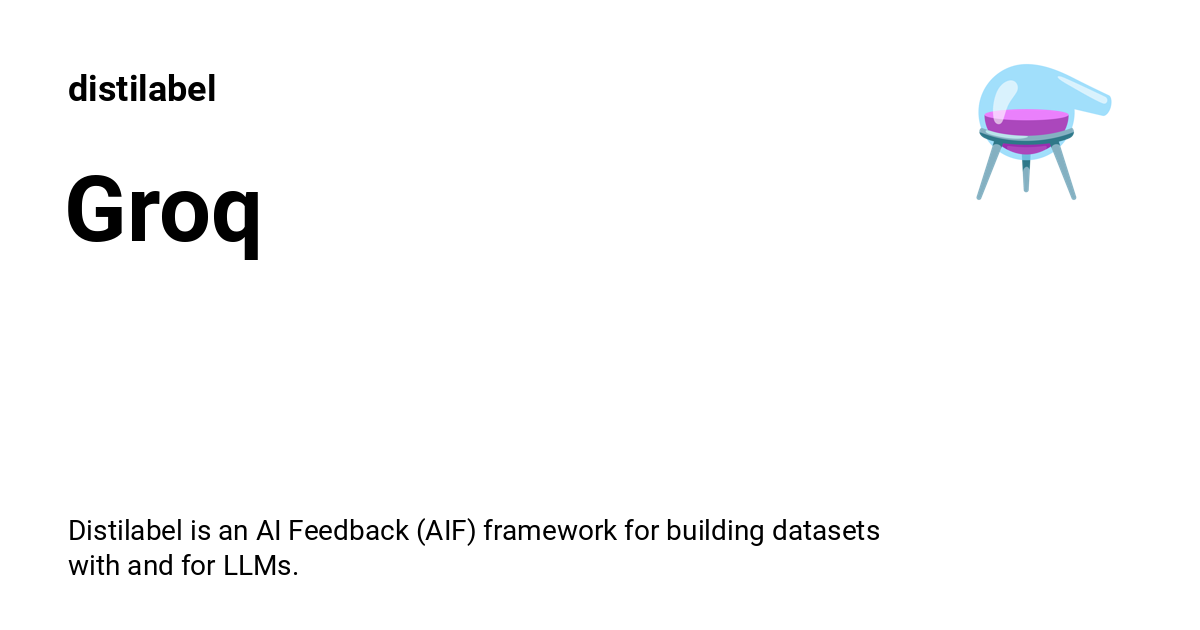 distilabel
Groq
Distilabel is an AI Feedback (AIF) framework for building datasets
with and for LLMs.